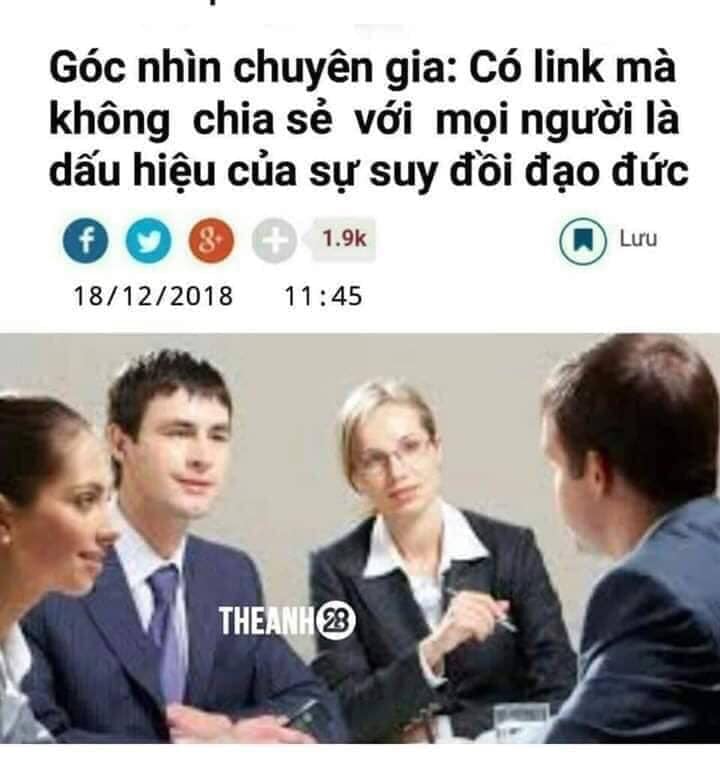 Góc nhìn chuyên gia: Có link mà
không chia sẻ với mọi người là
dấu hiệu của sự suy đồi đạo đức
1.9k
Lưu
18/12/2018 11:45
THEANH28